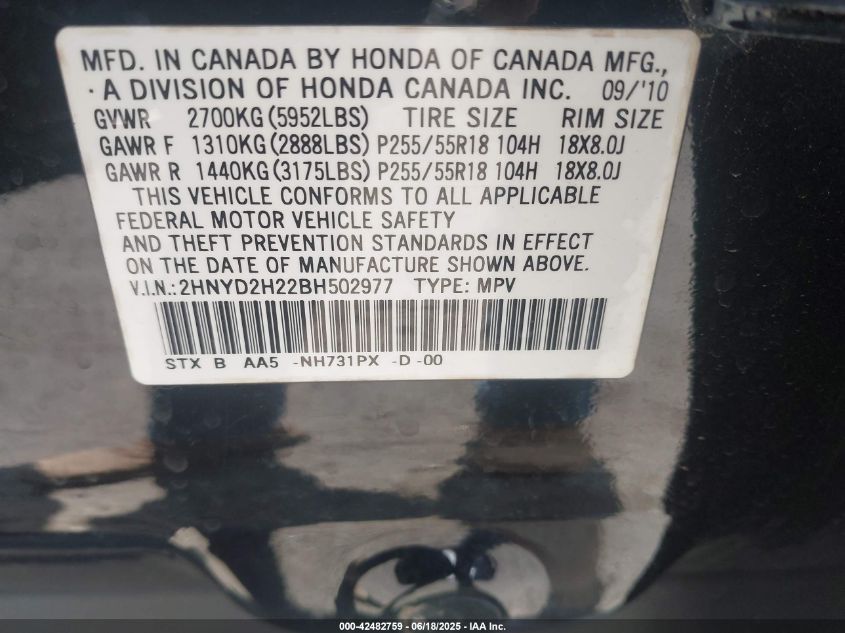 MFD. IN CANADA BY HONDA OF CANADA MFG.,
·A DIVISION OF HONDA CANADA INC. 09/'10
GVWR 2700KG(5952LBS) TIRE SIZE RIM SIZE
GAWR F 1310KG(2888LBS) P255/55R18 104H 18X8.0J
GAWR R 1440KG(3175LBS) P255/55R18 104H 18X8.0J
THIS VEHICLE CONFORMS TO ALL APPLICABLE
FEDERAL MOTOR VEHICLE SAFETY
AND THEFT PREVENTION STANDARDS IN EFFECT
ON THE DATE OF MANUFACTURE SHOWN ABOVE.
V.I.N.:2HNYD2H22BH502977 TYPE: MPV
STX B AA5 -NH731PX -D -00
000-42482759 - 06/18/2025 - IAA Inc.